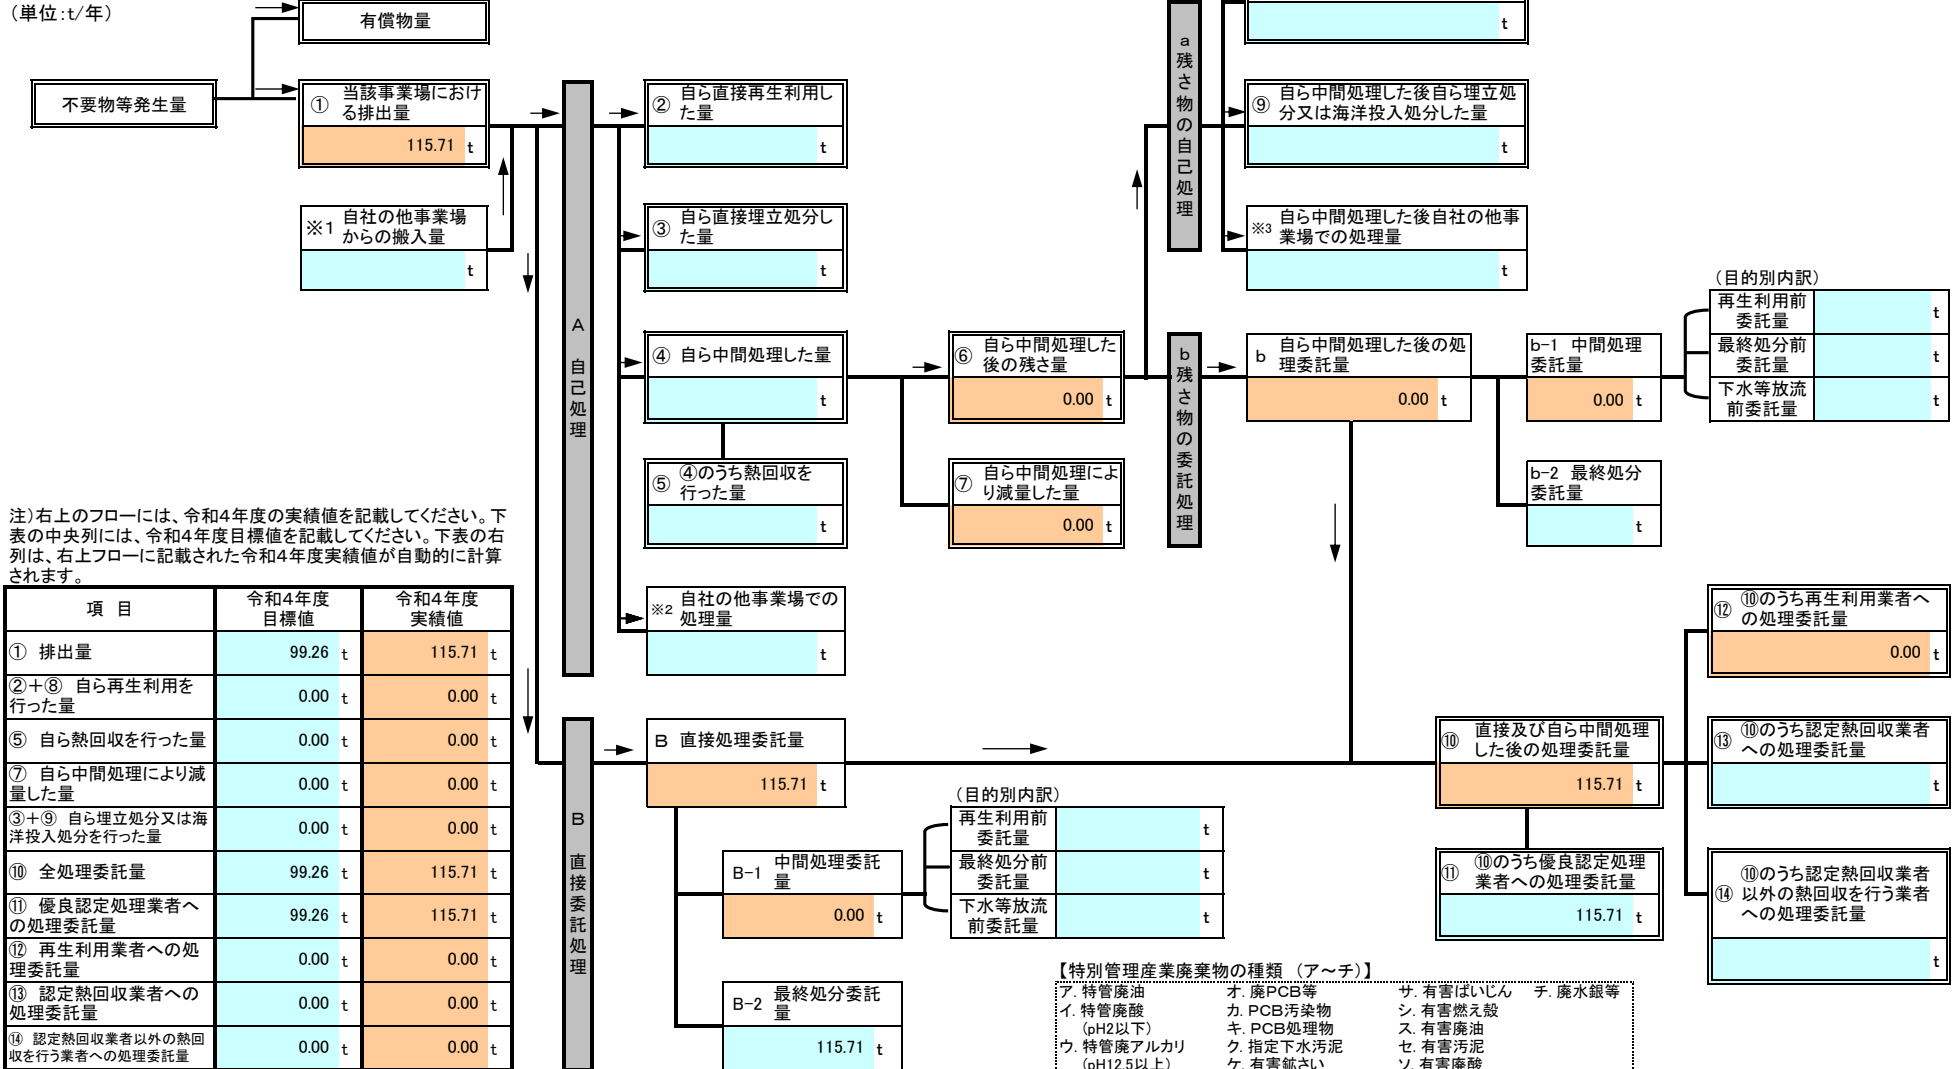 （単位：t/年）
有償物量
不要物等発生量
① 当該事業場におけ
る排出量
115.71 t
※1 自社の他事業場
からの搬入量
t
A 自己処理
② 自ら直接再生利用し
た量
t
③ 自ら直接埋立処分し
た量
t
④ 自ら中間処理した量
t
⑤ ④のうち熱回収を
行った量
t
※2 自社の他事業場での
処理量
t
⑥ 自ら中間処理した
後の残さ量
0.00 t
⑦ 自ら中間処理によ
り減量した量
0.00 t
a 残さ物の自己処理
t
⑨ 自ら中間処理した後自ら埋立処
分又は海洋投入処分した量
t
※3 自ら中間処理した後自社の他事
業場での処理量
t
b 残さ物の委託処理
b 自ら中間処理した後の処
理委託量
0.00 t
b-1 中間処理
委託量
0.00 t
b-2 最終処分
委託量
t
（目的別内訳）
再生利用前
委託量
t
最終処分前
委託量
t
下水等放流
前委託量
t
注）右上のフローには、令和４年度の実績値を記載してください。下
表の中央列には、令和４年度目標値を記載してください。下表の右
列は、右上フローに記載された令和４年度実績値が自動的に計算
されます。
項 目 令和４年度 目標値 令和４年度 実績値
① 排出量 99.26 t 115.71 t
②＋⑧ 自ら再生利用を
行った量 0.00 t 0.00 t
⑤ 自ら熱回収を行った量 0.00 t 0.00 t
⑦ 自ら中間処理により減
量した量 0.00 t 0.00 t
③＋⑨ 自ら埋立処分又は海
洋投入処分を行った量 0.00 t 0.00 t
⑩ 全処理委託量 99.26 t 115.71 t
⑪ 優良認定処理業者へ
の処理委託量 99.26 t 115.71 t
⑫ 再生利用業者への処
理委託量 0.00 t 0.00 t
⑬ 認定熱回収業者への
処理委託量 0.00 t 0.00 t
⑭ 認定熱回収業者以外の熱回
収を行う業者への処理委託量 0.00 t 0.00 t
B 直接委託処理
B 直接処理委託量
115.71 t
B-1 中間処理委託
量
0.00 t
B-2 最終処分委託
量
115.71 t
（目的別内訳）
再生利用前
委託量
t
最終処分前
委託量
t
下水等放流
前委託量
t
⑩ 直接及び自ら中間処理
した後の処理委託量
115.71 t
⑪ ⑩のうち優良認定処理
業者への処理委託量
115.71 t
⑫ ⑩のうち再生利用業者へ
の処理委託量
0.00 t
⑬ ⑩のうち認定熱回収業者
への処理委託量
t
⑭ ⑩のうち認定熱回収業者
以外の熱回収を行う業者
への処理委託量
t
【特別管理産業廃棄物の種類 （ア～チ）】
ア. 特管廃油 オ. 廃PCB等 サ. 有害ばいじん チ. 廃水銀等
イ. 特管廃酸 カ. PCB汚染物 シ. 有害燃え殻
（pH2以下） キ. PCB処理物 ス. 有害廃油
ウ. 特管廃アルカリ ク. 指定下水汚泥 セ. 有害汚泥
（pH12.5以上） ケ. 有害鉱さい ソ. 有害廃酸